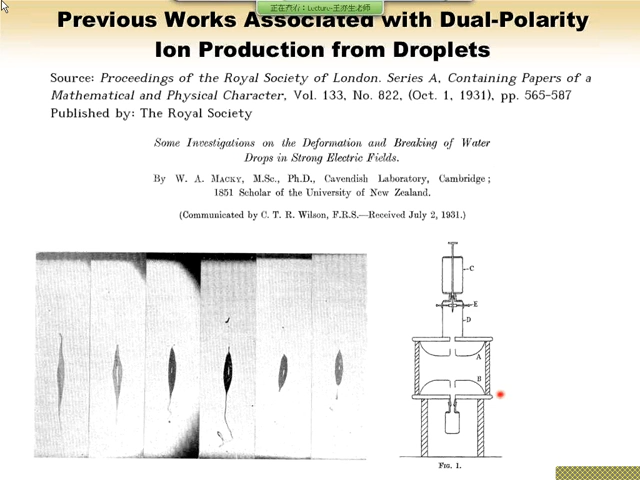 正在查看:Lecture-王亦生老师
Previous Works Associated with Dual-Polarity
Ion Production from Droplets
Source: Proceedings of the Royal Society of London. Series A, Containing Papers of a
Mathematical and Physical Character, Vol. 133, No. 822, (Oct. 1, 1931), pp. 565-587
Published by: The Royal Society
Some Investigations on the Deformation and Breaking of Water
Drops in Strong Electric Fields.
By W. A. MACKY, M.Sc., Ph.D., Cavendish Laboratory, Cambridge;
1851 Scholar of the University of New Zealand.
(Communicated by C. T. R. Wilson, F.R.S.—Received July 2, 1931.)
C
E
D
A
B
FIG. 1.